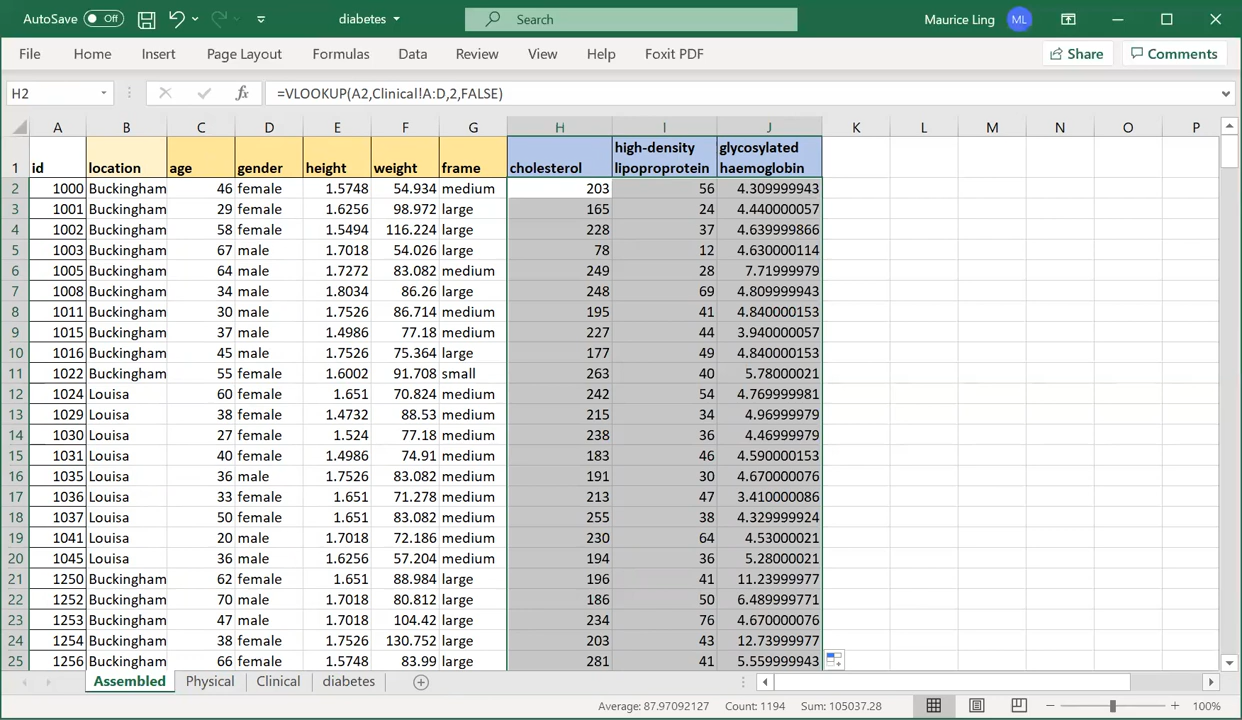 AutoSave Off diabetes Search Maurice Ling ML
File Home Insert Page Layout Formulas Data Review View Help Foxit PDF Share Comments
H2 fx =VLOOKUP(A2,Clinical!A:D,2,FALSE)
A B C D E F G H I J K L M N O P
high-density glycosylated
1 id location age gender height weight frame cholesterol lipoproprotein haemoglobin
2 1000 Buckingham 46 female 1.5748 54.934 medium 203 56 4.309999943
3 1001 Buckingham 29 female 1.6256 98.972 large 165 24 4.440000057
4 1002 Buckingham 58 female 1.5494 116.224 large 228 37 4.639999866
5 1003 Buckingham 67 male 1.7018 54.026 large 78 12 4.630000114
6 1005 Buckingham 64 male 1.7272 83.082 medium 249 28 7.71999979
7 1008 Buckingham 34 male 1.8034 86.26 large 248 69 4.809999943
8 1011 Buckingham 30 male 1.7526 86.714 medium 195 41 4.840000153
9 1015 Buckingham 37 male 1.4986 77.18 medium 227 44 3.940000057
10 1016 Buckingham 45 male 1.7526 75.364 large 177 49 4.840000153
11 1022 Buckingham 55 female 1.6002 91.708 small 263 40 5.78000021
12 1024 Louisa 60 female 1.651 70.824 medium 242 54 4.769999981
13 1029 Louisa 38 female 1.4732 88.53 medium 215 34 4.96999979
14 1030 Louisa 27 female 1.524 77.18 medium 238 36 4.46999979
15 1031 Louisa 40 female 1.4986 74.91 medium 183 46 4.590000153
16 1035 Louisa 36 male 1.7526 83.082 medium 191 30 4.670000076
17 1036 Louisa 33 female 1.651 71.278 medium 213 47 3.410000086
18 1037 Louisa 50 female 1.651 83.082 medium 255 38 4.329999924
19 1041 Louisa 20 male 1.7018 72.186 medium 230 64 4.53000021
20 1045 Louisa 36 male 1.6256 57.204 medium 194 36 5.28000021
21 1250 Buckingham 62 female 1.651 88.984 large 196 41 11.23999977
22 1252 Buckingham 70 male 1.7018 80.812 large 186 50 6.489999771
23 1253 Buckingham 47 male 1.7018 104.42 large 234 76 4.670000076
24 1254 Buckingham 38 female 1.7526 130.752 large 203 43 12.73999977
25 1256 Buckingham 66 female 1.5748 83.99 large 281 41 5.559999943
Assembled Physical Clinical diabetes
Average: 87.97092127 Count: 1194 Sum: 105037.28 100%